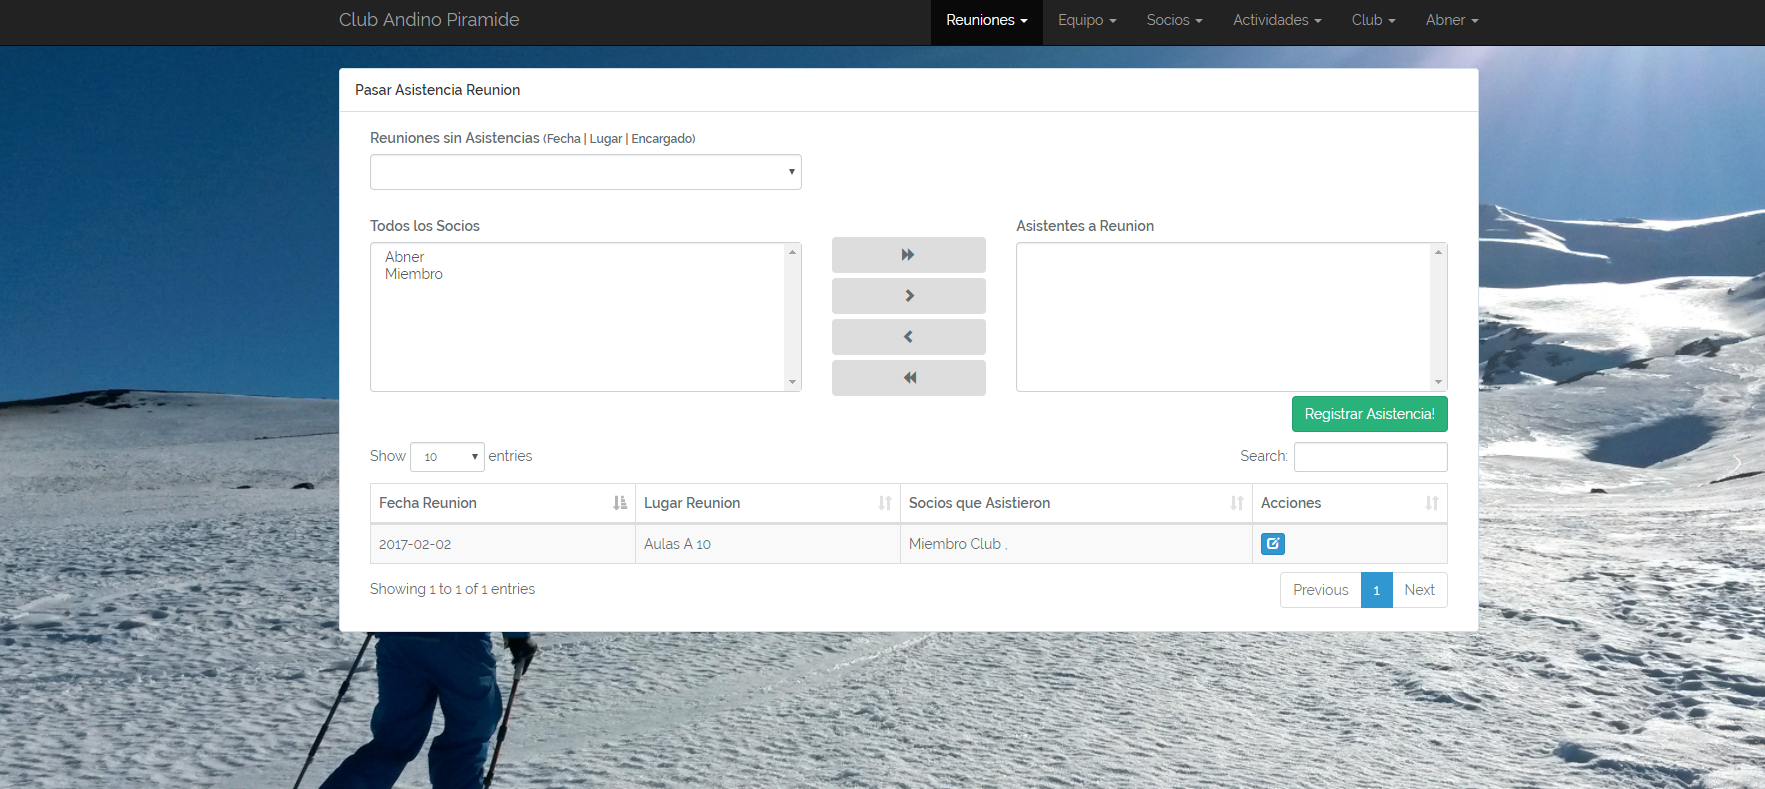 Club Andino Piramide
Reuniones Equipo Socios Actividades Club Abner
Pasar Asistencia Reunion
Reuniones sin Asistencias (Fecha | Lugar | Encargado)
Todos los Socios
Asistentes a Reunion
Abner
Miembro
Registrar Asistencia!
Show 10 entries
Search:
Fecha Reunion Lugar Reunion Socios que Asistieron Acciones
2017-02-02 Aulas A 10 Miembro Club ,
Showing 1 to 1 of 1 entries
Previous 1 Next